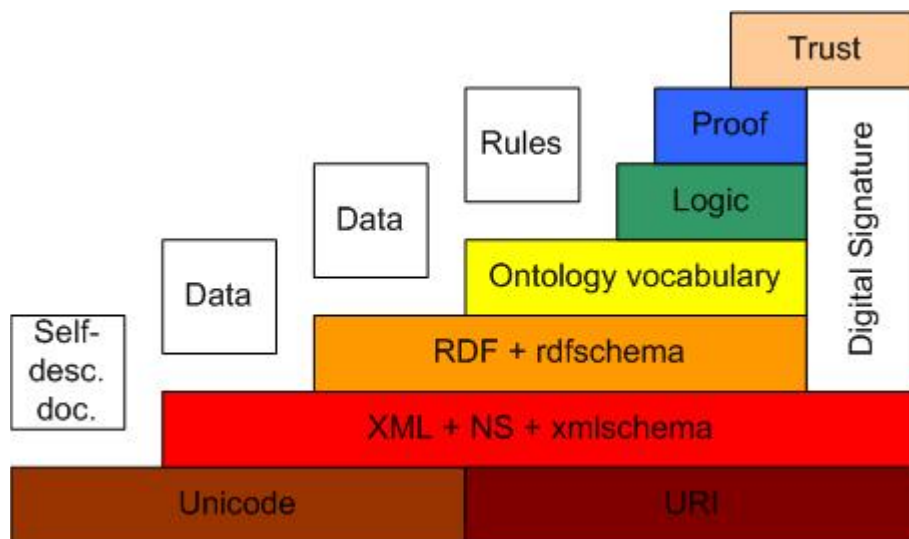 Trust
Proof
Rules
Logic
Data
Digital Signature
Ontology vocabulary
Data
Self-
desc.
doc.
RDF + rdfschema
XML + NS + xmlschema
Unicode
URI